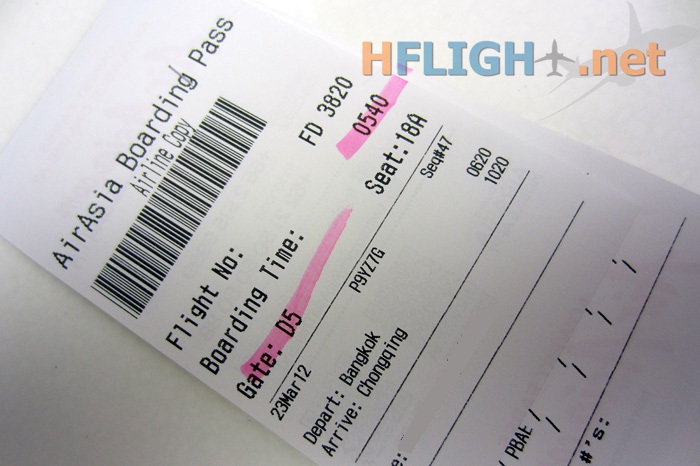 HFLIGHT.net
AirAsia Boarding Pass
Airline Copy
Flight No: FD 3820
Boarding Time: 0540
Gate: D5 Seat:18A
23Mar12 P9YZ7G Seq#47
Depart: Bangkok 0620
Arrive: Chongqing 1020
e:
/ PBAt / / / /
#'s: